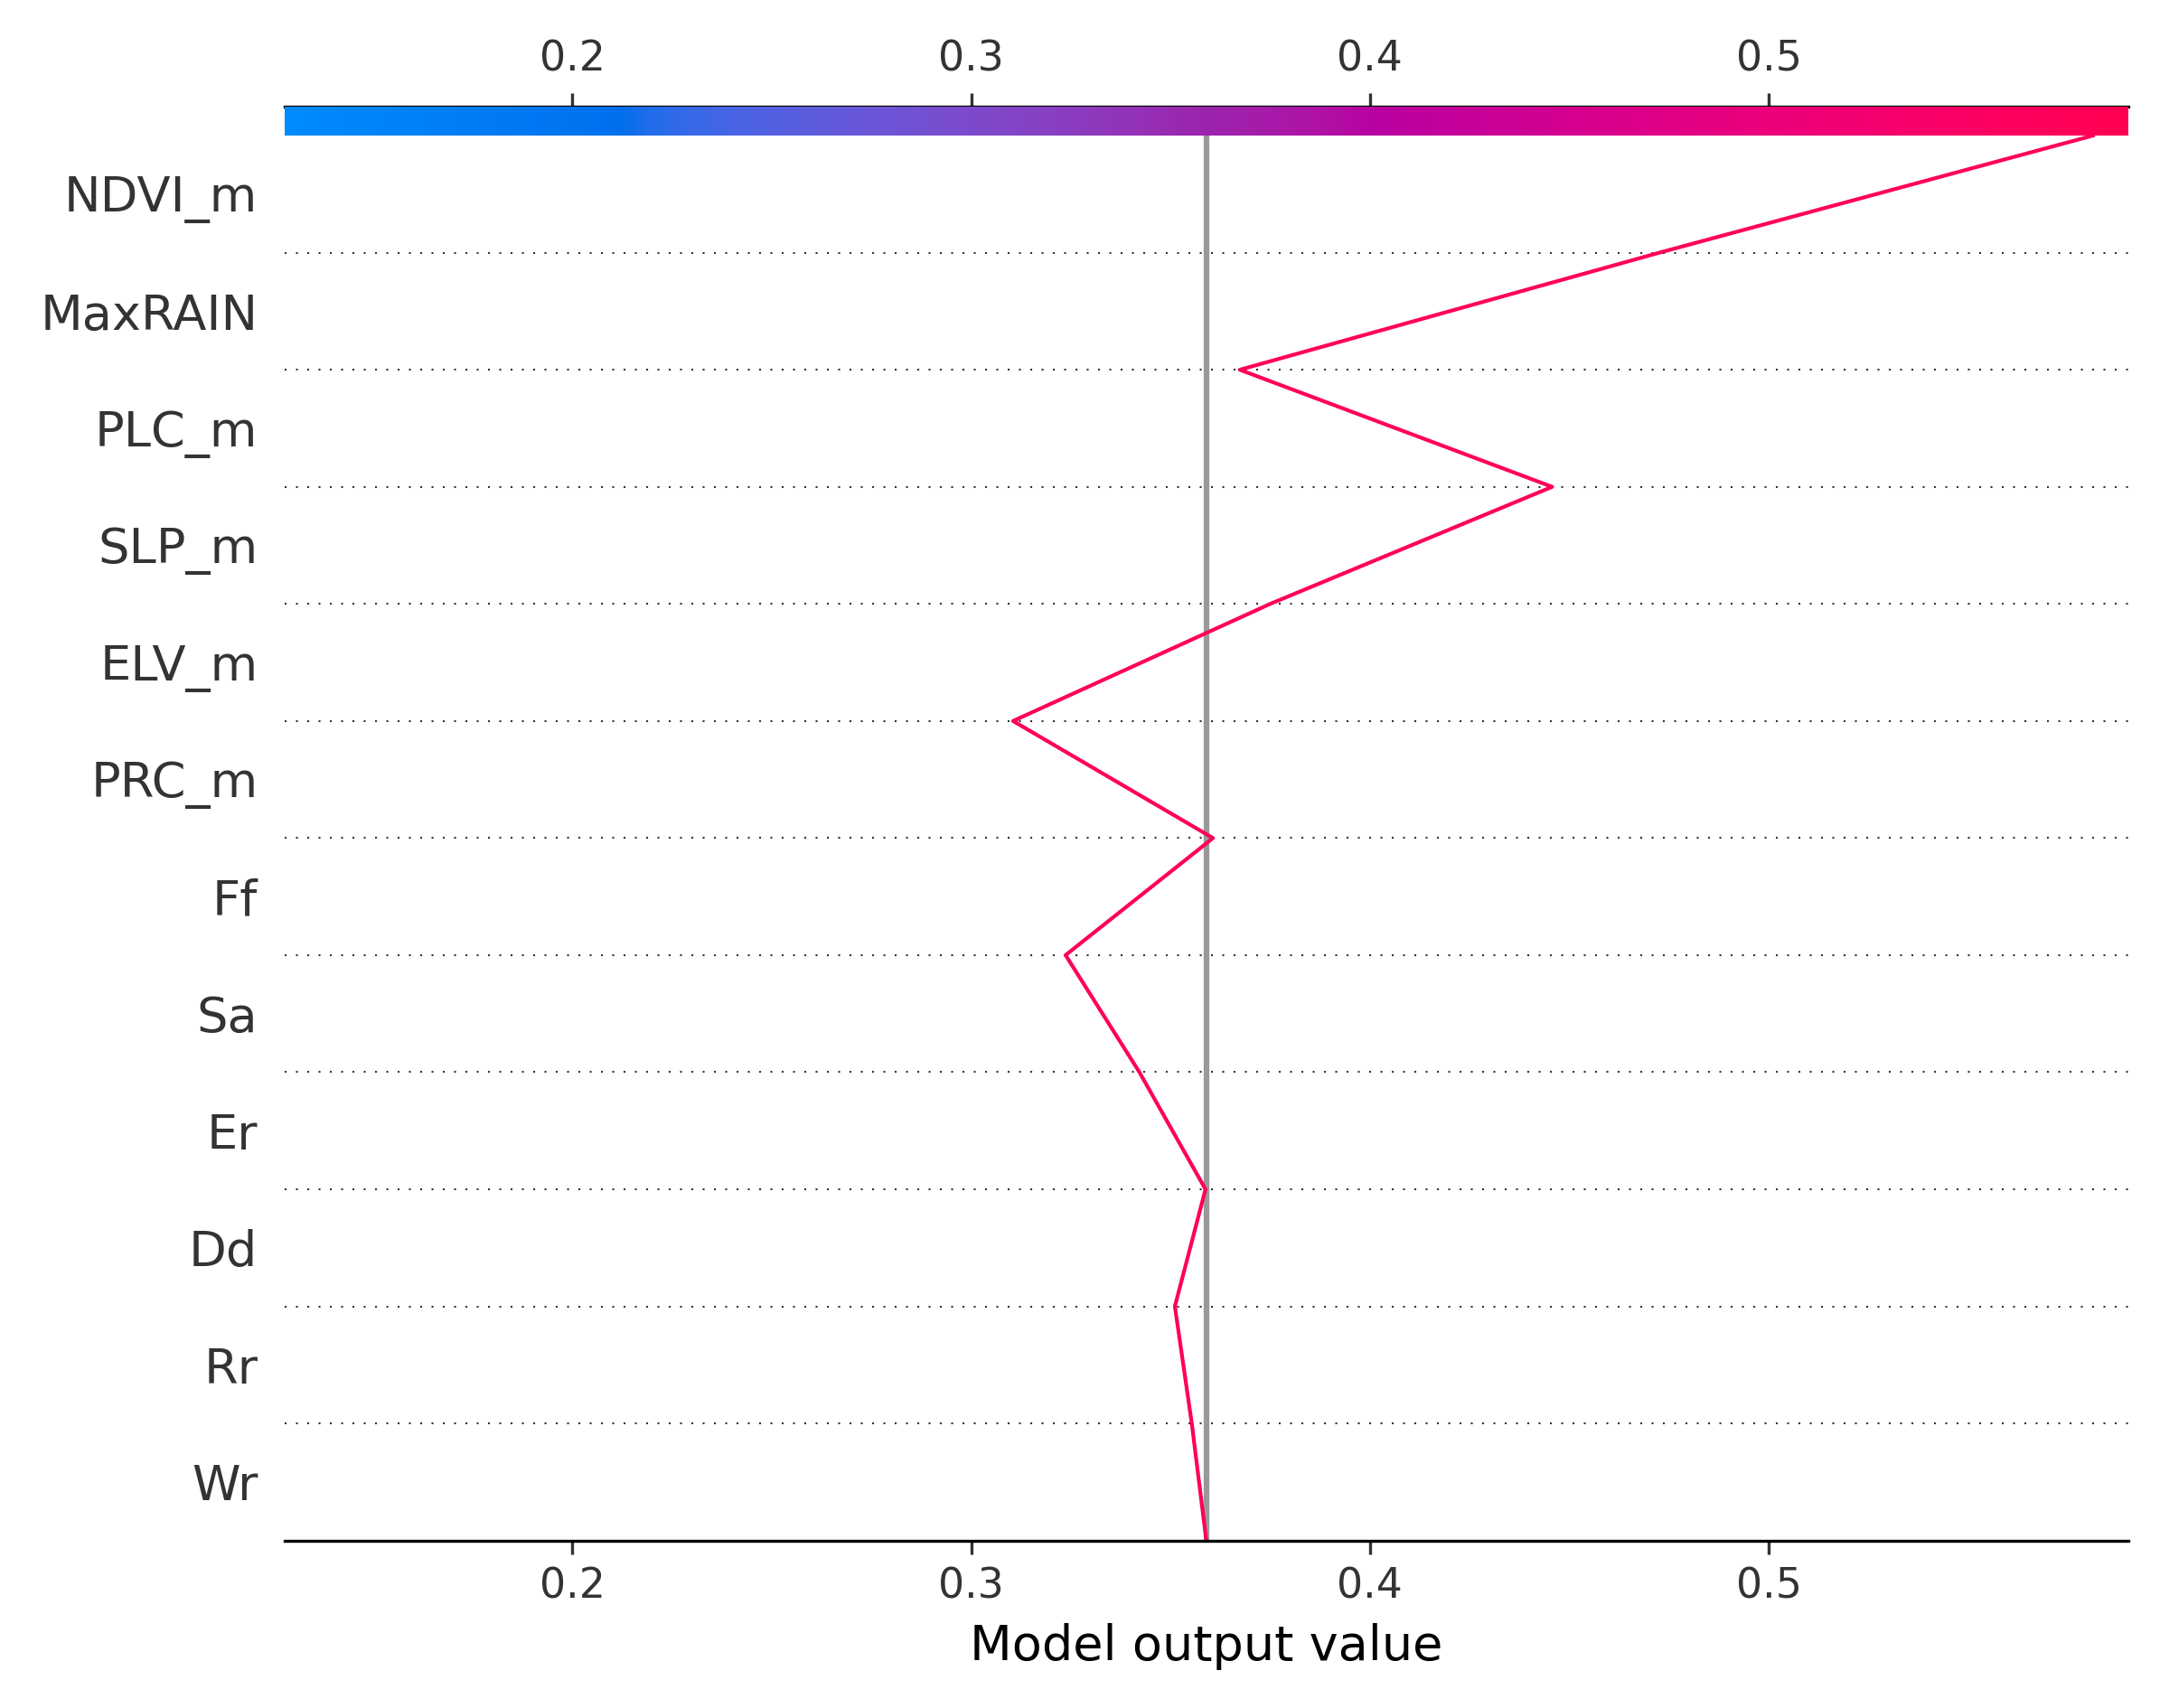 0.2 0.3 0.4 0.5
NDVI_m
MaxRAIN
PLC_m
SLP_m
ELV_m
PRC_m
Ff
Sa
Er
Dd
Rr
Wr
0.2 0.3 0.4 0.5
Model output value